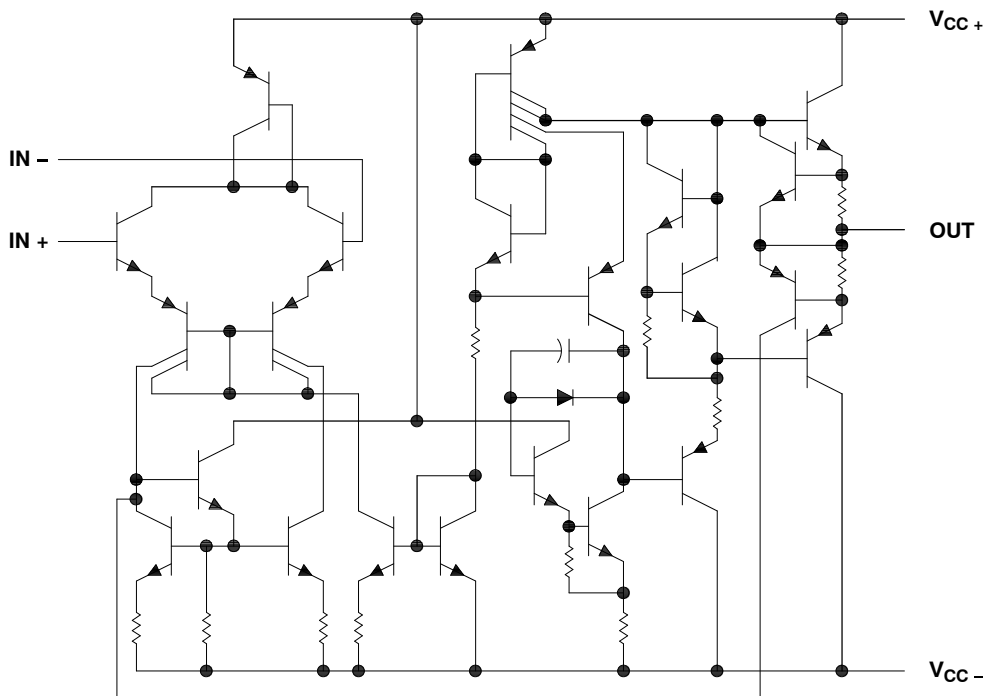 VCC +
IN −
IN +
OUT
VCC −